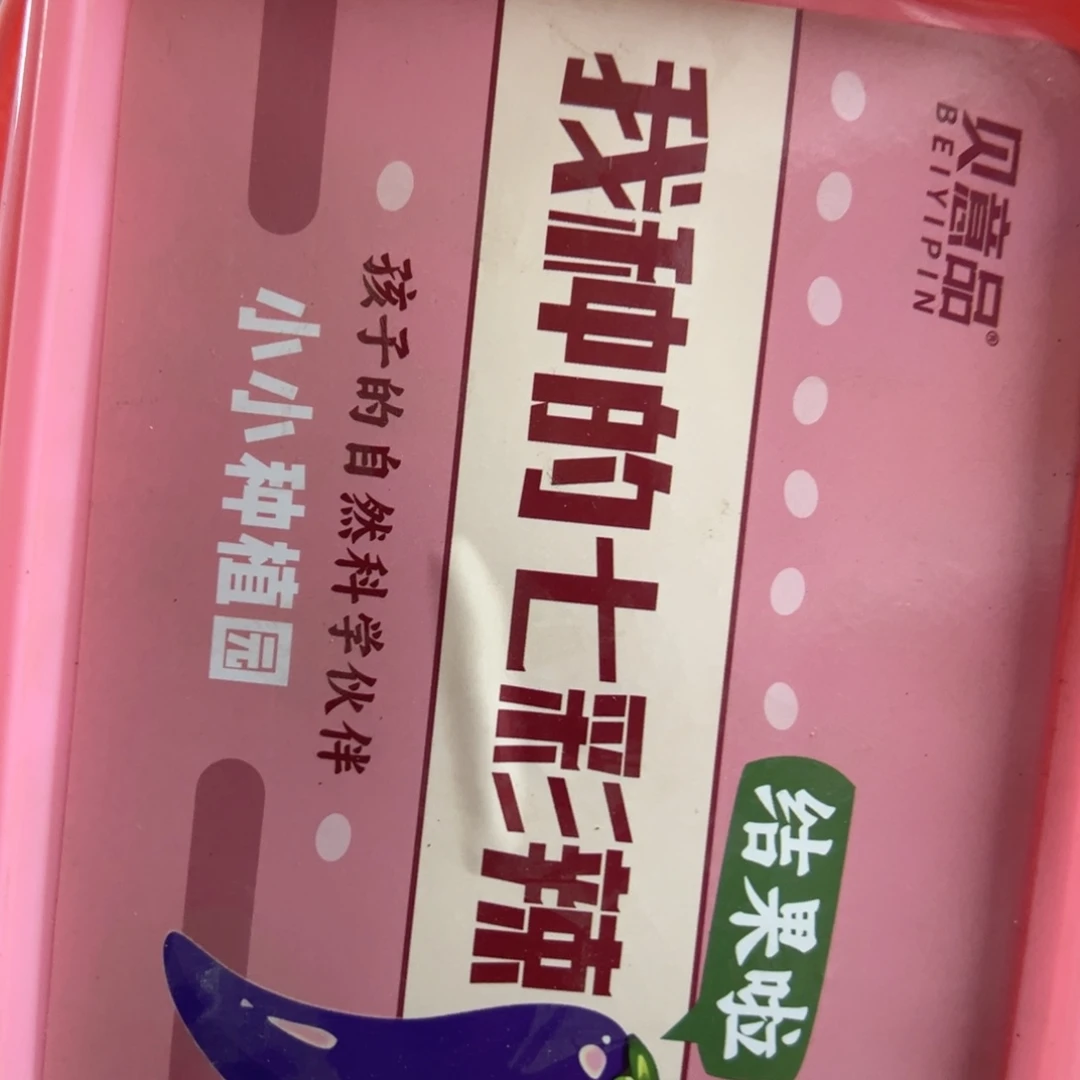 贝意品®
BEIYIPIN
结果啦
我种的七彩辣
孩子的自然科学伙伴
小小种植园